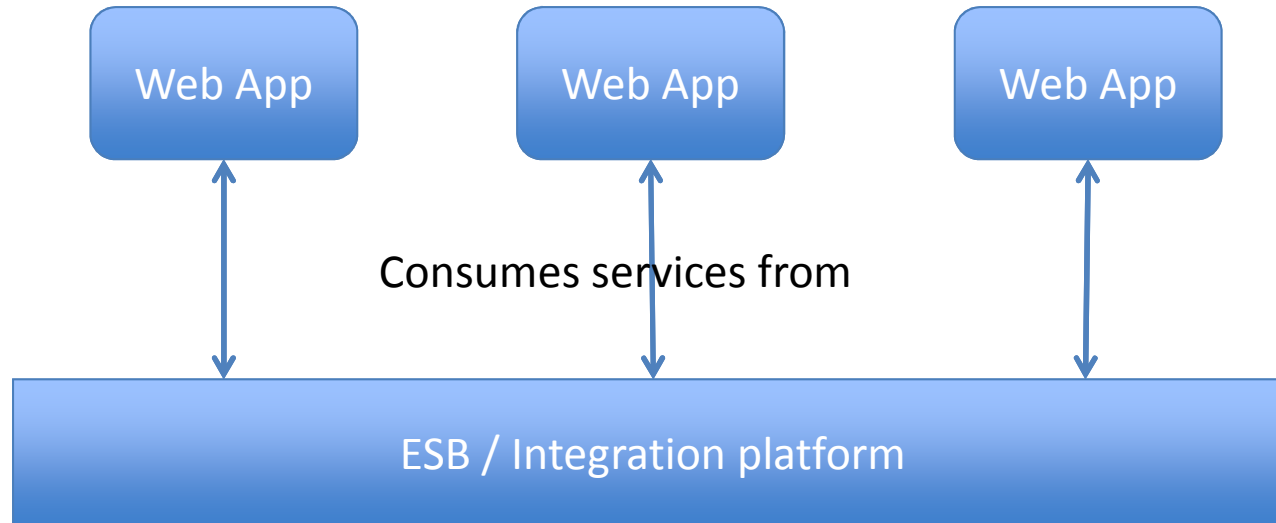 Web App
Web App
Web App
Consumes services from
ESB / Integration platform